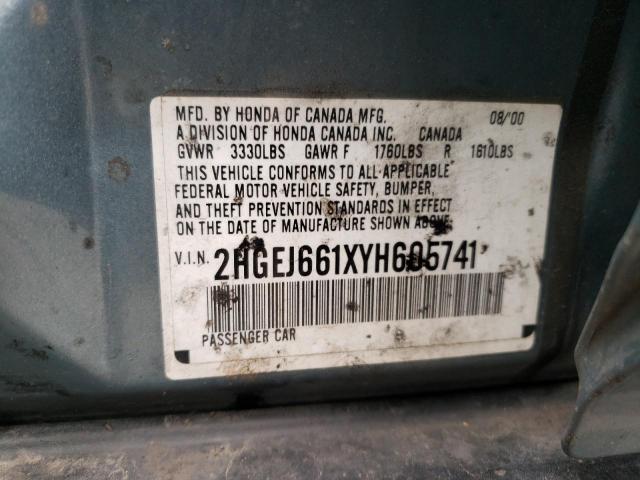 MFD. BY HONDA OF CANADA MFG. 08/00
A DIVISION OF HONDA CANADA INC. CANADA
GVWR 3330LBS GAWR F 1760LBS R 1610LBS
THIS VEHICLE CONFORMS TO ALL APPLICABLE
FEDERAL MOTOR VEHICLE SAFETY, BUMPER,
AND THEFT PREVENTION STANDARDS IN EFFECT
ON THE DATE OF MANUFACTURE SHOWN ABOVE.
V.I.N. 2HGEJ661XYH605741
PASSENGER CAR